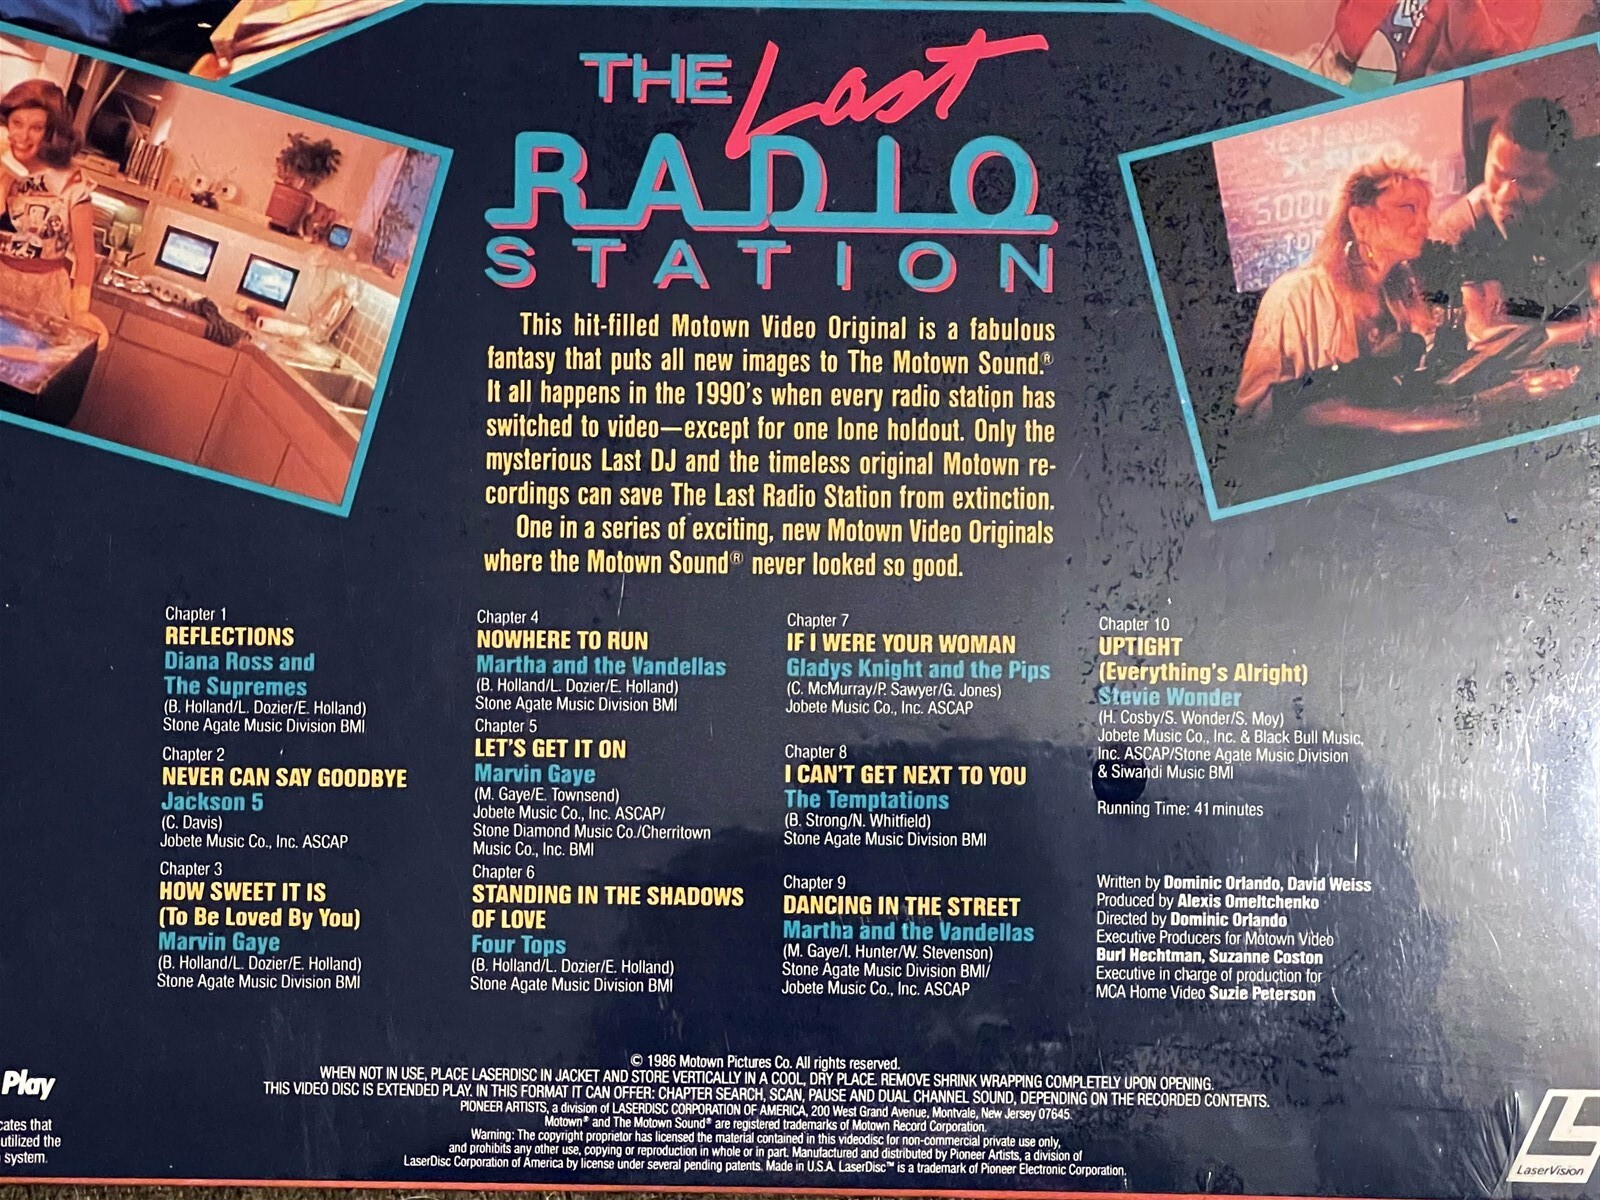 THE Last
RADIO
STATION
This hit-filled Motown Video Original is a fabulous
fantasy that puts all new images to The Motown Sound.®
It all happens in the 1990's when every radio station has
switched to video—except for one lone holdout. Only the
mysterious Last DJ and the timeless original Motown re-
cordings can save The Last Radio Station from extinction.
One in a series of exciting, new Motown Video Originals
where the Motown Sound® never looked so good.
Chapter 1
REFLECTIONS
Diana Ross and
The Supremes
(B. Holland/L. Dozier/E. Holland)
Stone Agate Music Division BMI
Chapter 2
NEVER CAN SAY GOODBYE
Jackson 5
(C. Davis)
Jobete Music Co., Inc. ASCAP
Chapter 3
HOW SWEET IT IS
(To Be Loved By You)
Marvin Gaye
(B. Holland/L. Dozier/E. Holland)
Stone Agate Music Division BMI
Chapter 4
NOWHERE TO RUN
Martha and the Vandellas
(B. Holland/L. Dozier/E. Holland)
Stone Agate Music Division BMI
Chapter 5
LET'S GET IT ON
Marvin Gaye
(M. Gaye/E. Townsend)
Jobete Music Co., Inc. ASCAP/
Stone Diamond Music Co./Cherritown
Music Co., Inc. BMI
Chapter 6
STANDING IN THE SHADOWS
OF LOVE
Four Tops
(B. Holland/L. Dozier/E. Holland)
Stone Agate Music Division BMI
Chapter 7
IF I WERE YOUR WOMAN
Gladys Knight and the Pips
(C. McMurray/P. Sawyer/G. Jones)
Jobete Music Co., Inc. ASCAP
Chapter 8
I CAN'T GET NEXT TO YOU
The Temptations
(B. Strong/N. Whitfield)
Stone Agate Music Division BMI
Chapter 9
DANCING IN THE STREET
Martha and the Vandellas
(M. Gaye/I. Hunter/W. Stevenson)
Stone Agate Music Division BMI/
Jobete Music Co., Inc. ASCAP
Chapter 10
UPTIGHT
(Everything's Alright)
Stevie Wonder
(H. Cosby/S. Wonder/S. Moy)
Jobete Music Co., Inc. & Black Bull Music,
Inc. ASCAP/Stone Agate Music Division
& Siwandi Music BMI
Running Time: 41 minutes
Written by Dominic Orlando, David Weiss
Produced by Alexis Omeltchenko
Directed by Dominic Orlando
Executive Producers for Motown Video
Burl Hechtman, Suzanne Coston
Executive in charge of production for
MCA Home Video Suzie Peterson
© 1986 Motown Pictures Co. All rights reserved.
WHEN NOT IN USE, PLACE LASERDISC IN JACKET AND STORE VERTICALLY IN A COOL, DRY PLACE. REMOVE SHRINK WRAPPING COMPLETELY UPON OPENING.
THIS VIDEO DISC IS EXTENDED PLAY. IN THIS FORMAT IT CAN OFFER: CHAPTER SEARCH, SCAN, PAUSE AND DUAL CHANNEL SOUND, DEPENDING ON THE RECORDED CONTENTS.
PIONEER ARTISTS, a division of LASERDISC CORPORATION OF AMERICA, 200 West Grand Avenue, Montvale, New Jersey 07645.
Motown® and The Motown Sound® are registered trademarks of Motown Record Corporation.
Warning: The copyright proprietor has licensed the material contained in this videodisc for non-commercial private use only,
and prohibits any other use, copying or reproduction in whole or in part. Manufactured and distributed by Pioneer Artists, a division of
LaserDisc Corporation of America by license under several pending patents. Made in U.S.A. LaserDisc™ is a trademark of Pioneer Electronic Corporation.
Play
cates that
utilized the
system.
LaserVision